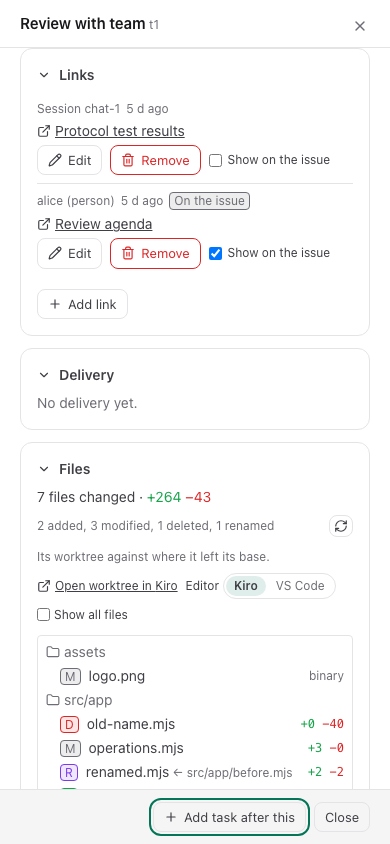 Review with team t1
Links
Session chat-1 5 d ago
Protocol test results
Edit Remove Show on the issue
alice (person) 5 d ago On the issue
Review agenda
Edit Remove Show on the issue
Add link
Delivery
No delivery yet.
Files
7 files changed · +264 −43
2 added, 3 modified, 1 deleted, 1 renamed
Its worktree against where it left its base.
Open worktree in Kiro Editor Kiro VS Code
Show all files
assets
M logo.png binary
src/app
D old-name.mjs +0 −40
M operations.mjs +3 −0
R renamed.mjs ← src/app/before.mjs +2 −2
Add task after this Close